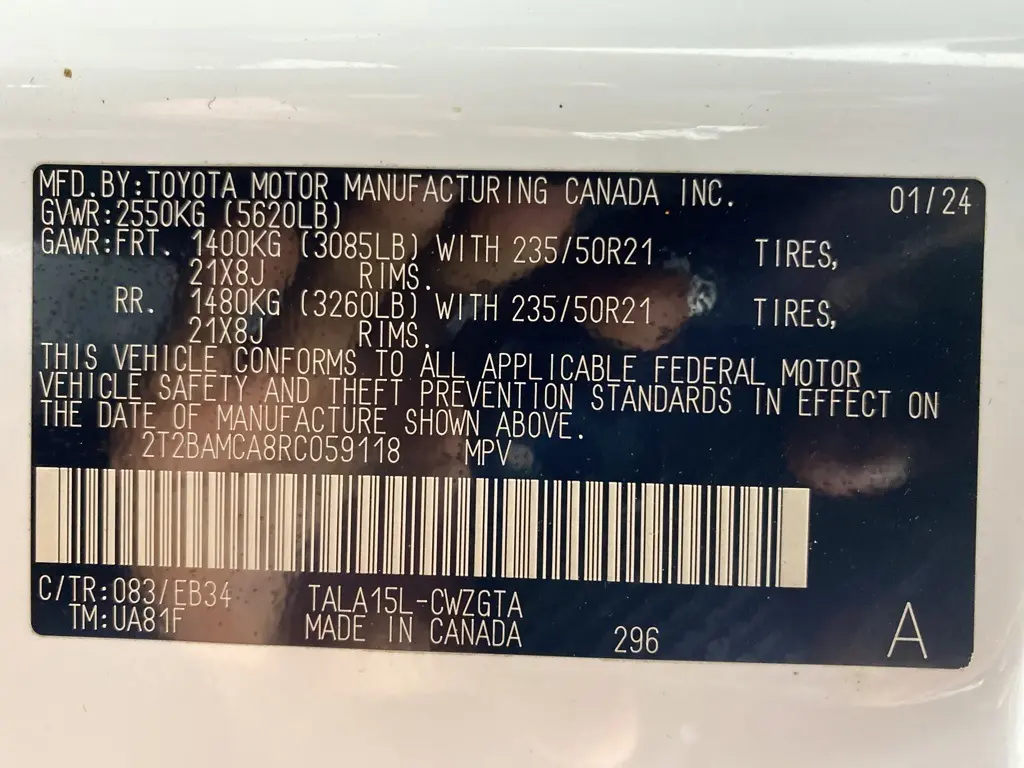 MFD.BY:TOYOTA MOTOR MANUFACTURING CANADA INC. 01/24
GVWR:2550KG (5620LB)
GAWR:FRT. 1400KG (3085LB) WITH 235/50R21 TIRES,
21X8J RIMS.
RR. 1480KG (3260LB) WITH 235/50R21 TIRES,
21X8J RIMS.
THIS VEHICLE CONFORMS TO ALL APPLICABLE FEDERAL MOTOR
VEHICLE SAFETY AND THEFT PREVENTION STANDARDS IN EFFECT ON
THE DATE OF MANUFACTURE SHOWN ABOVE.
2T2BAMCA8RC059118 MPV
C/TR:083/EB34 TALA15L-CWZGTA
TM:UA81F MADE IN CANADA 296 A